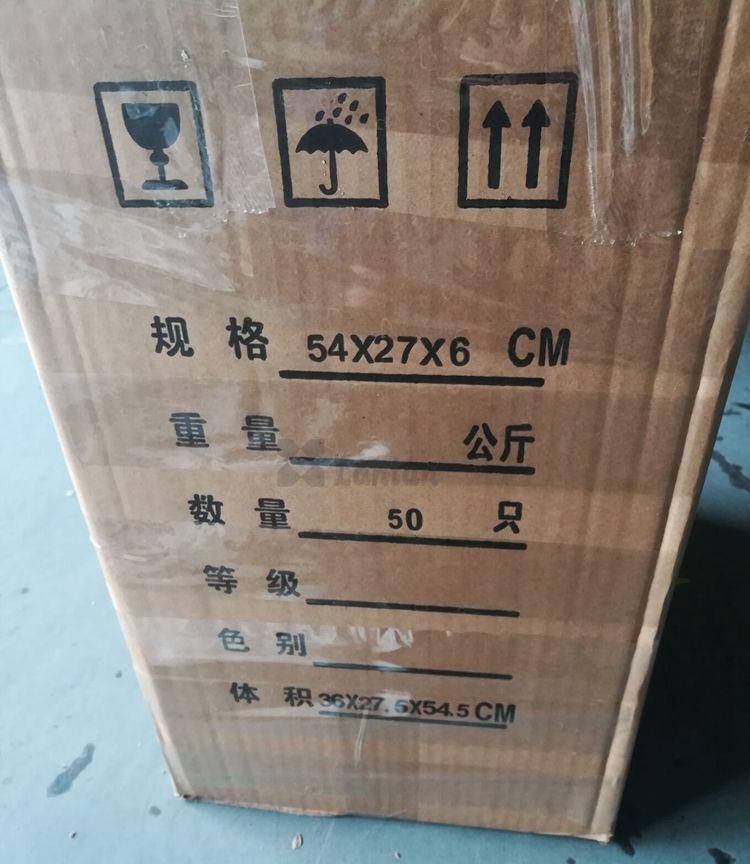 规格 54X27X6 CM
重量 公斤
数量 50 只
等级
色别
体积 36X27.5X54.5 CM